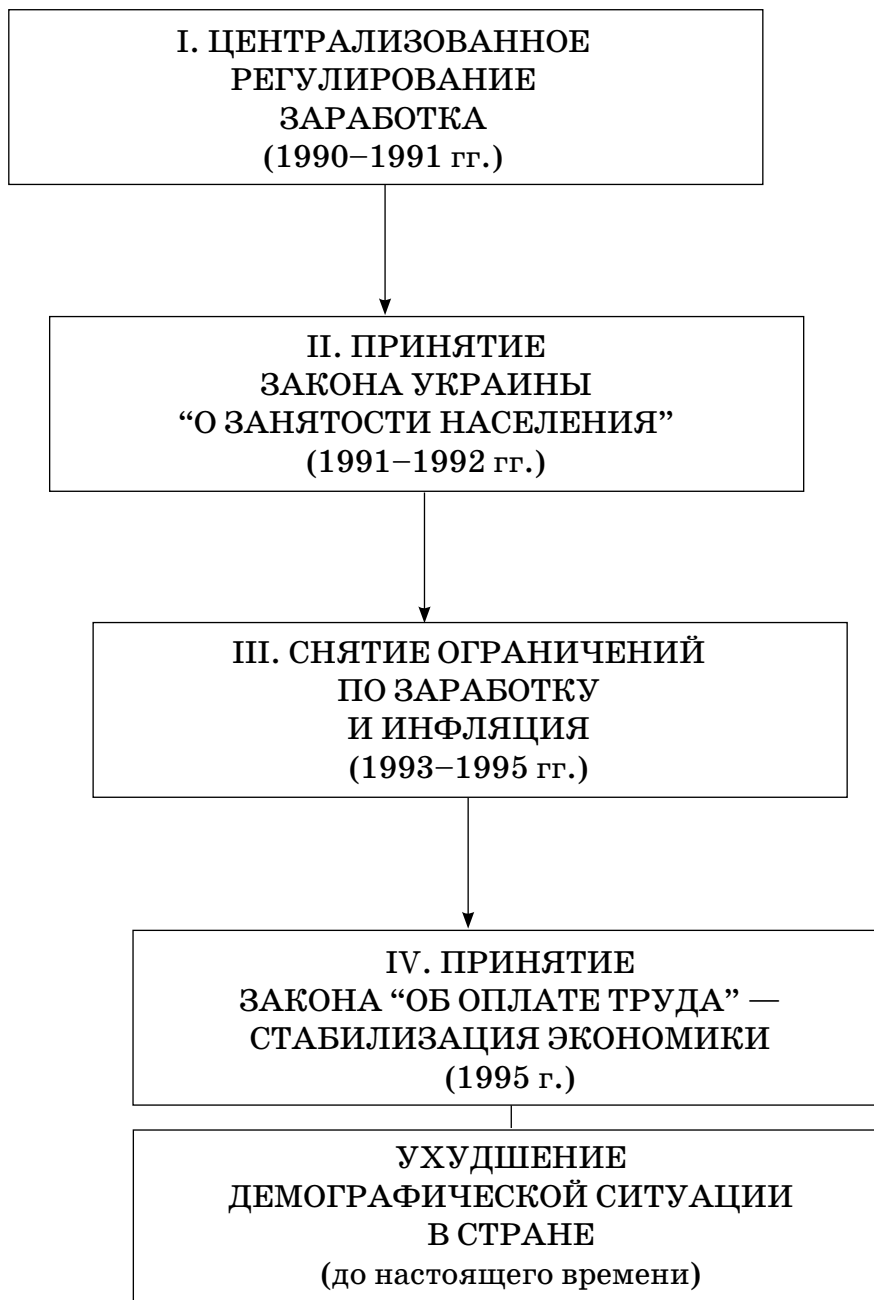 I. ЦЕНТРАЛИЗОВАННОЕ
РЕГУЛИРОВАНИЕ
ЗАРАБОТКА
(1990–1991 гг.)
II. ПРИНЯТИЕ
ЗАКОНА УКРАИНЫ
“О ЗАНЯТОСТИ НАСЕЛЕНИЯ”
(1991–1992 гг.)
III. СНЯТИЕ ОГРАНИЧЕНИЙ
ПО ЗАРАБОТКУ
И ИНФЛЯЦИЯ
(1993–1995 гг.)
IV. ПРИНЯТИЕ
ЗАКОНА “ОБ ОПЛАТЕ ТРУДА” —
СТАБИЛИЗАЦИЯ ЭКОНОМИКИ
(1995 г.)
УХУДШЕНИЕ
ДЕМОГРАФИЧЕСКОЙ СИТУАЦИИ
В СТРАНЕ
(до настоящего времени)